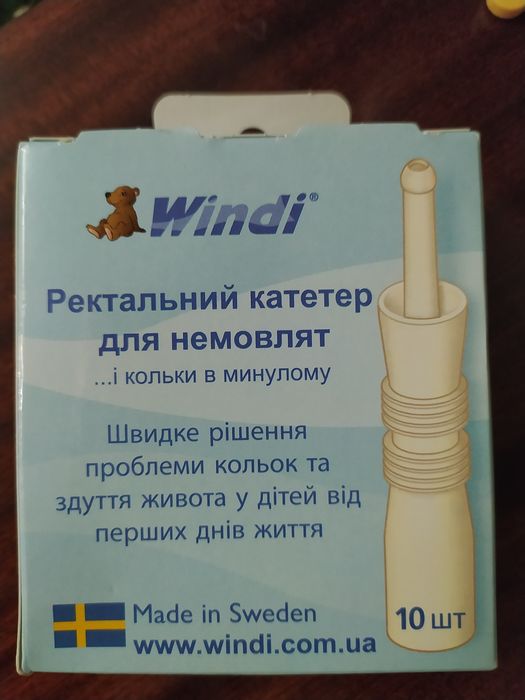 Windi®
Ректальний катетер
для немовлят
...і кольки в минулому
Швидке рішення
проблеми кольок та
здуття живота у дітей від
перших днів життя
Made in Sweden
www.windi.com.ua
10 шт